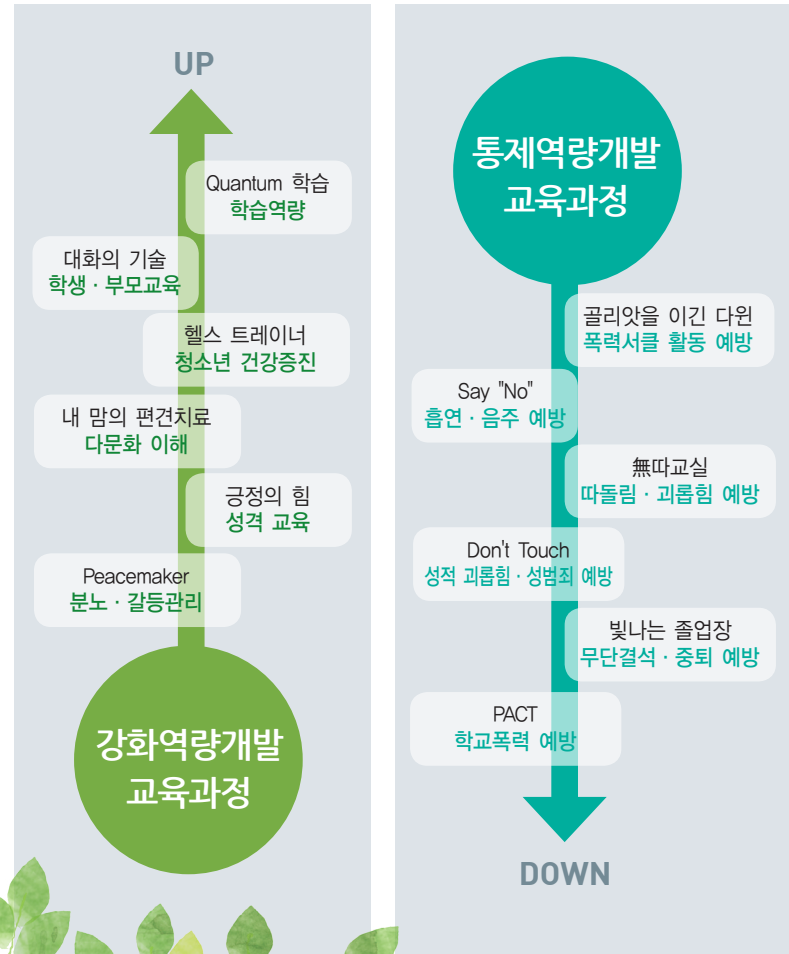 UP
Quantum 학습
학습역량
대화의 기술
학생 · 부모교육
헬스 트레이너
청소년 건강증진
내 맘의 편견치료
다문화 이해
긍정의 힘
성격 교육
Peacemaker
분노 · 갈등관리
강화역량개발
교육과정
통제역량개발
교육과정
골리앗을 이긴 다윈
폭력서클 활동 예방
Say "No"
흡연 · 음주 예방
無따교실
따돌림 · 괴롭힘 예방
Don't Touch
성적 괴롭힘 · 성범죄 예방
빛나는 졸업장
무단결석 · 중퇴 예방
PACT
학교폭력 예방
DOWN